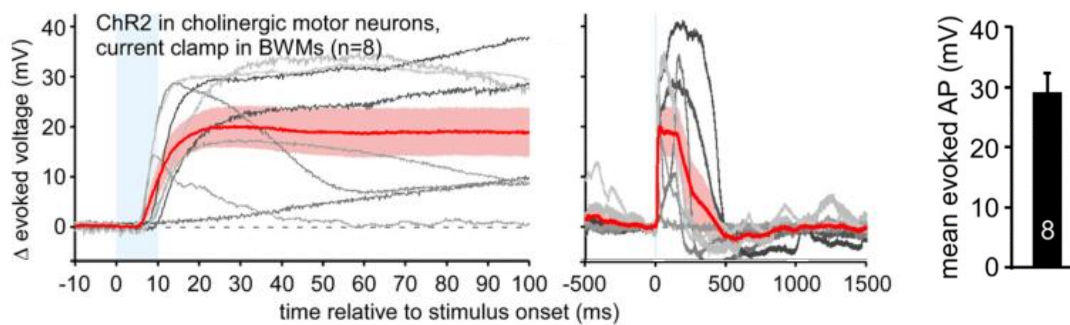 ChR2 in cholinergic motor neurons,
current clamp in BWMs (n=8)
Δ evoked voltage (mV)
40
30
20
10
0
-10 0 10 20 30 40 50 60 70 80 90 100
-500 0 500 1000 1500
time relative to stimulus onset (ms)
mean evoked AP (mV)
40
30
20
10
0
8